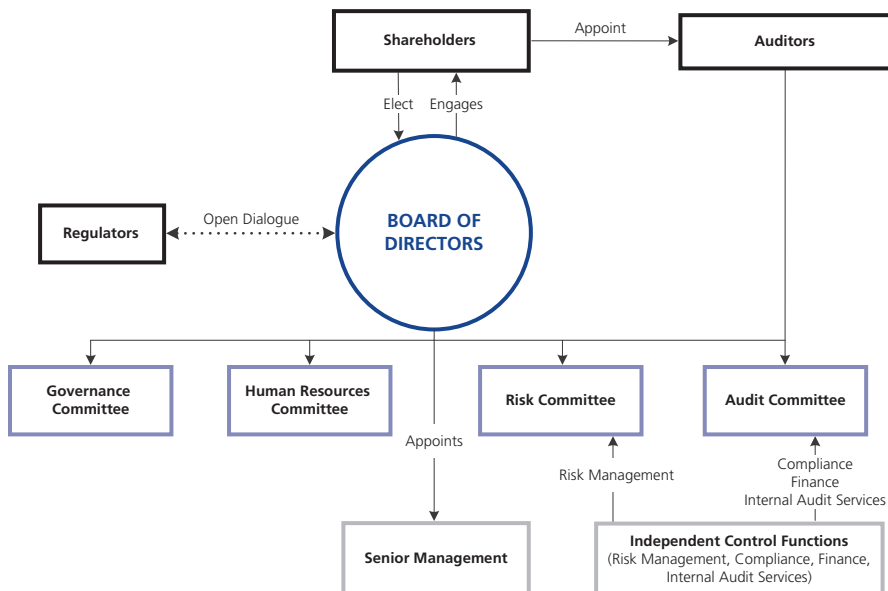 Shareholders
Appoint
Auditors
Elect
Engages
Regulators
Open Dialogue
BOARD OF
DIRECTORS
Governance
Committee
Human Resources
Committee
Risk Committee
Audit Committee
Appoints
Risk Management
Compliance
Finance
Internal Audit Services
Senior Management
Independent Control Functions
(Risk Management, Compliance, Finance,
Internal Audit Services)